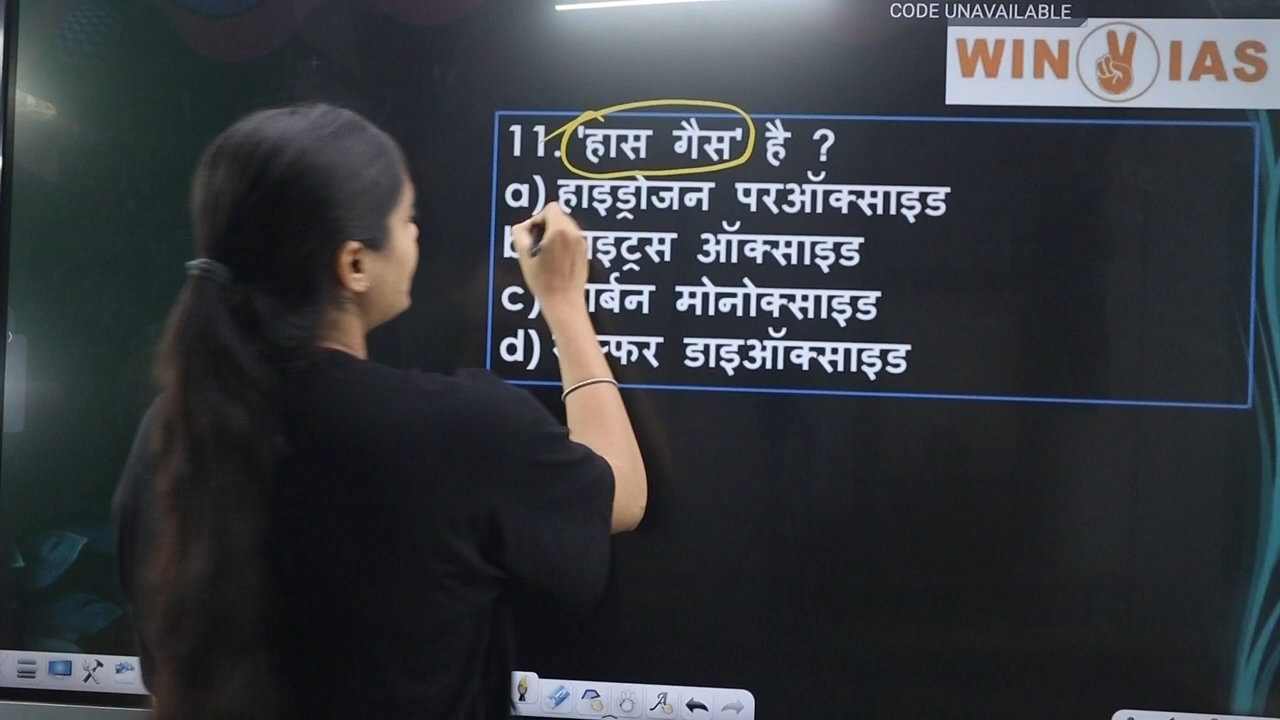 CODE UNAVAILABLE
WIN IAS
11. 'हास गैस' है ?
a) हाइड्रोजन परऑक्साइड
ऑक्साइड
c) मोनोक्साइड
d) डाइऑक्साइड